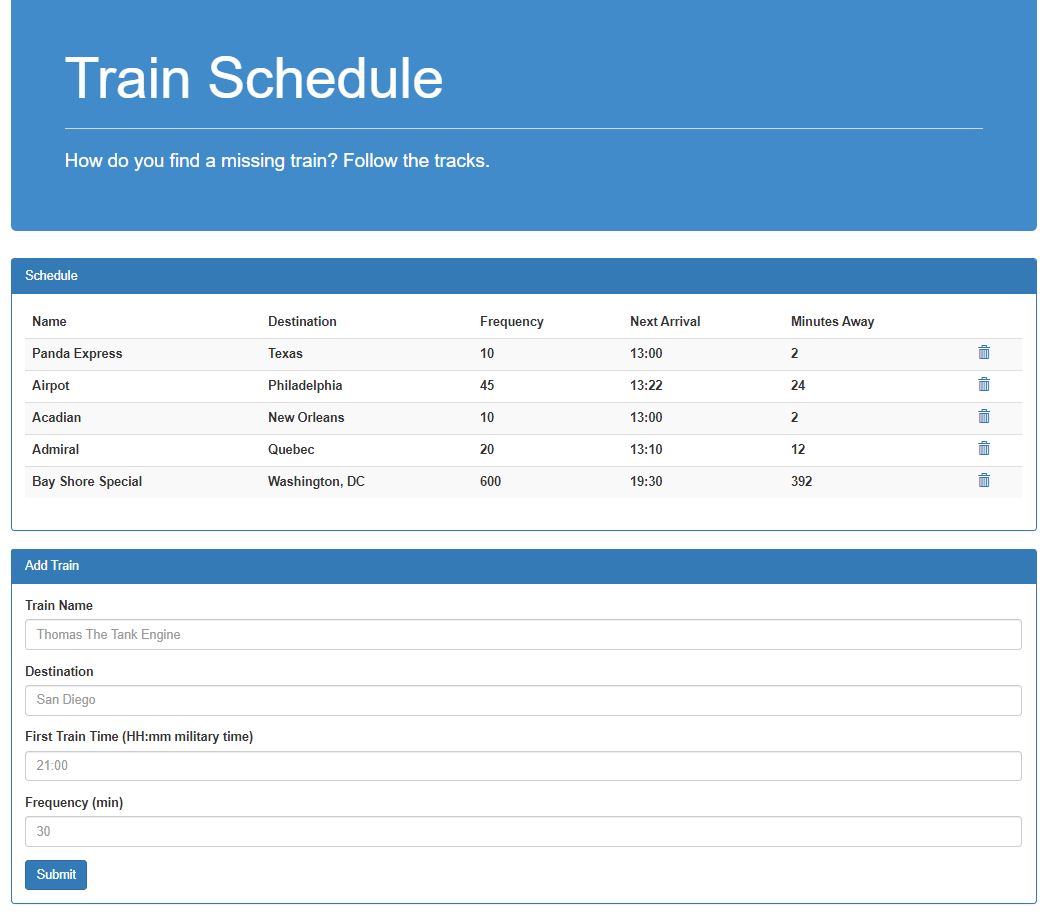 Train Schedule
How do you find a missing train? Follow the tracks.
Schedule
Name Destination Frequency Next Arrival Minutes Away
Panda Express Texas 10 13:00 2
Airpot Philadelphia 45 13:22 24
Acadian New Orleans 10 13:00 2
Admiral Quebec 20 13:10 12
Bay Shore Special Washington, DC 600 19:30 392
Add Train
Train Name
Thomas The Tank Engine
Destination
San Diego
First Train Time (HH:mm military time)
21:00
Frequency (min)
30
Submit